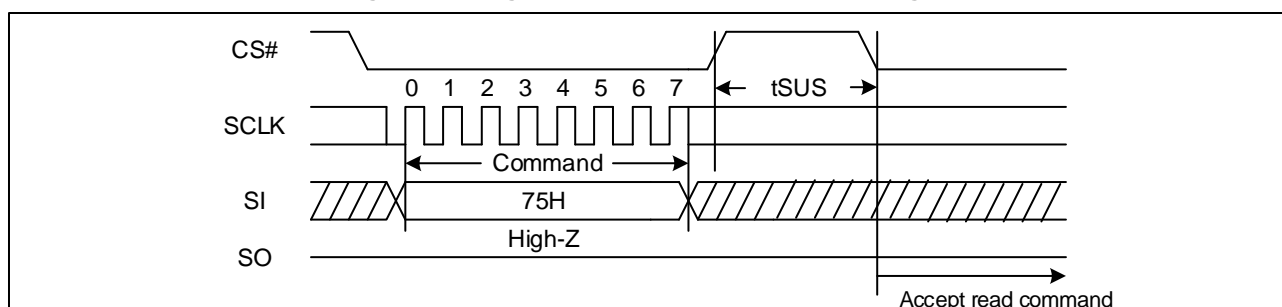 CS#
0 1 2 3 4 5 6 7
tSUS
SCLK
Command
SI
75H
High-Z
SO
Accept read command